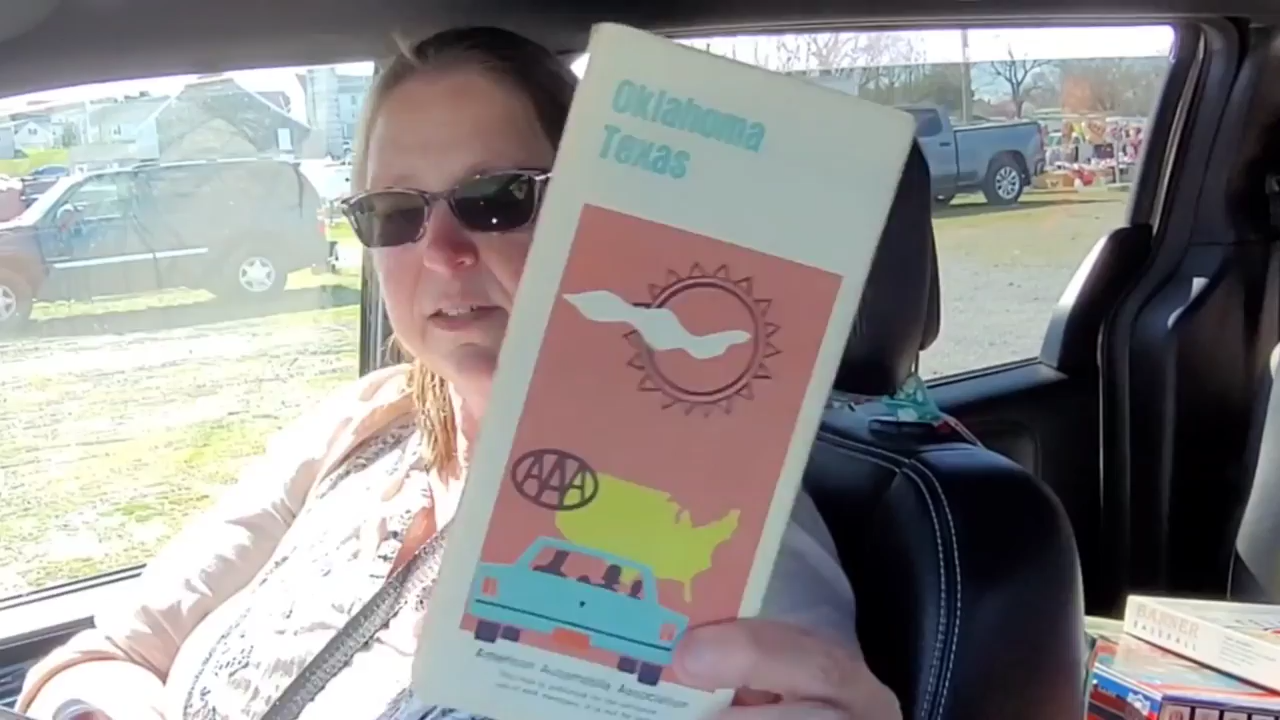 Oklahoma
Texas
AAA
American Automobile Association
BASEBALL